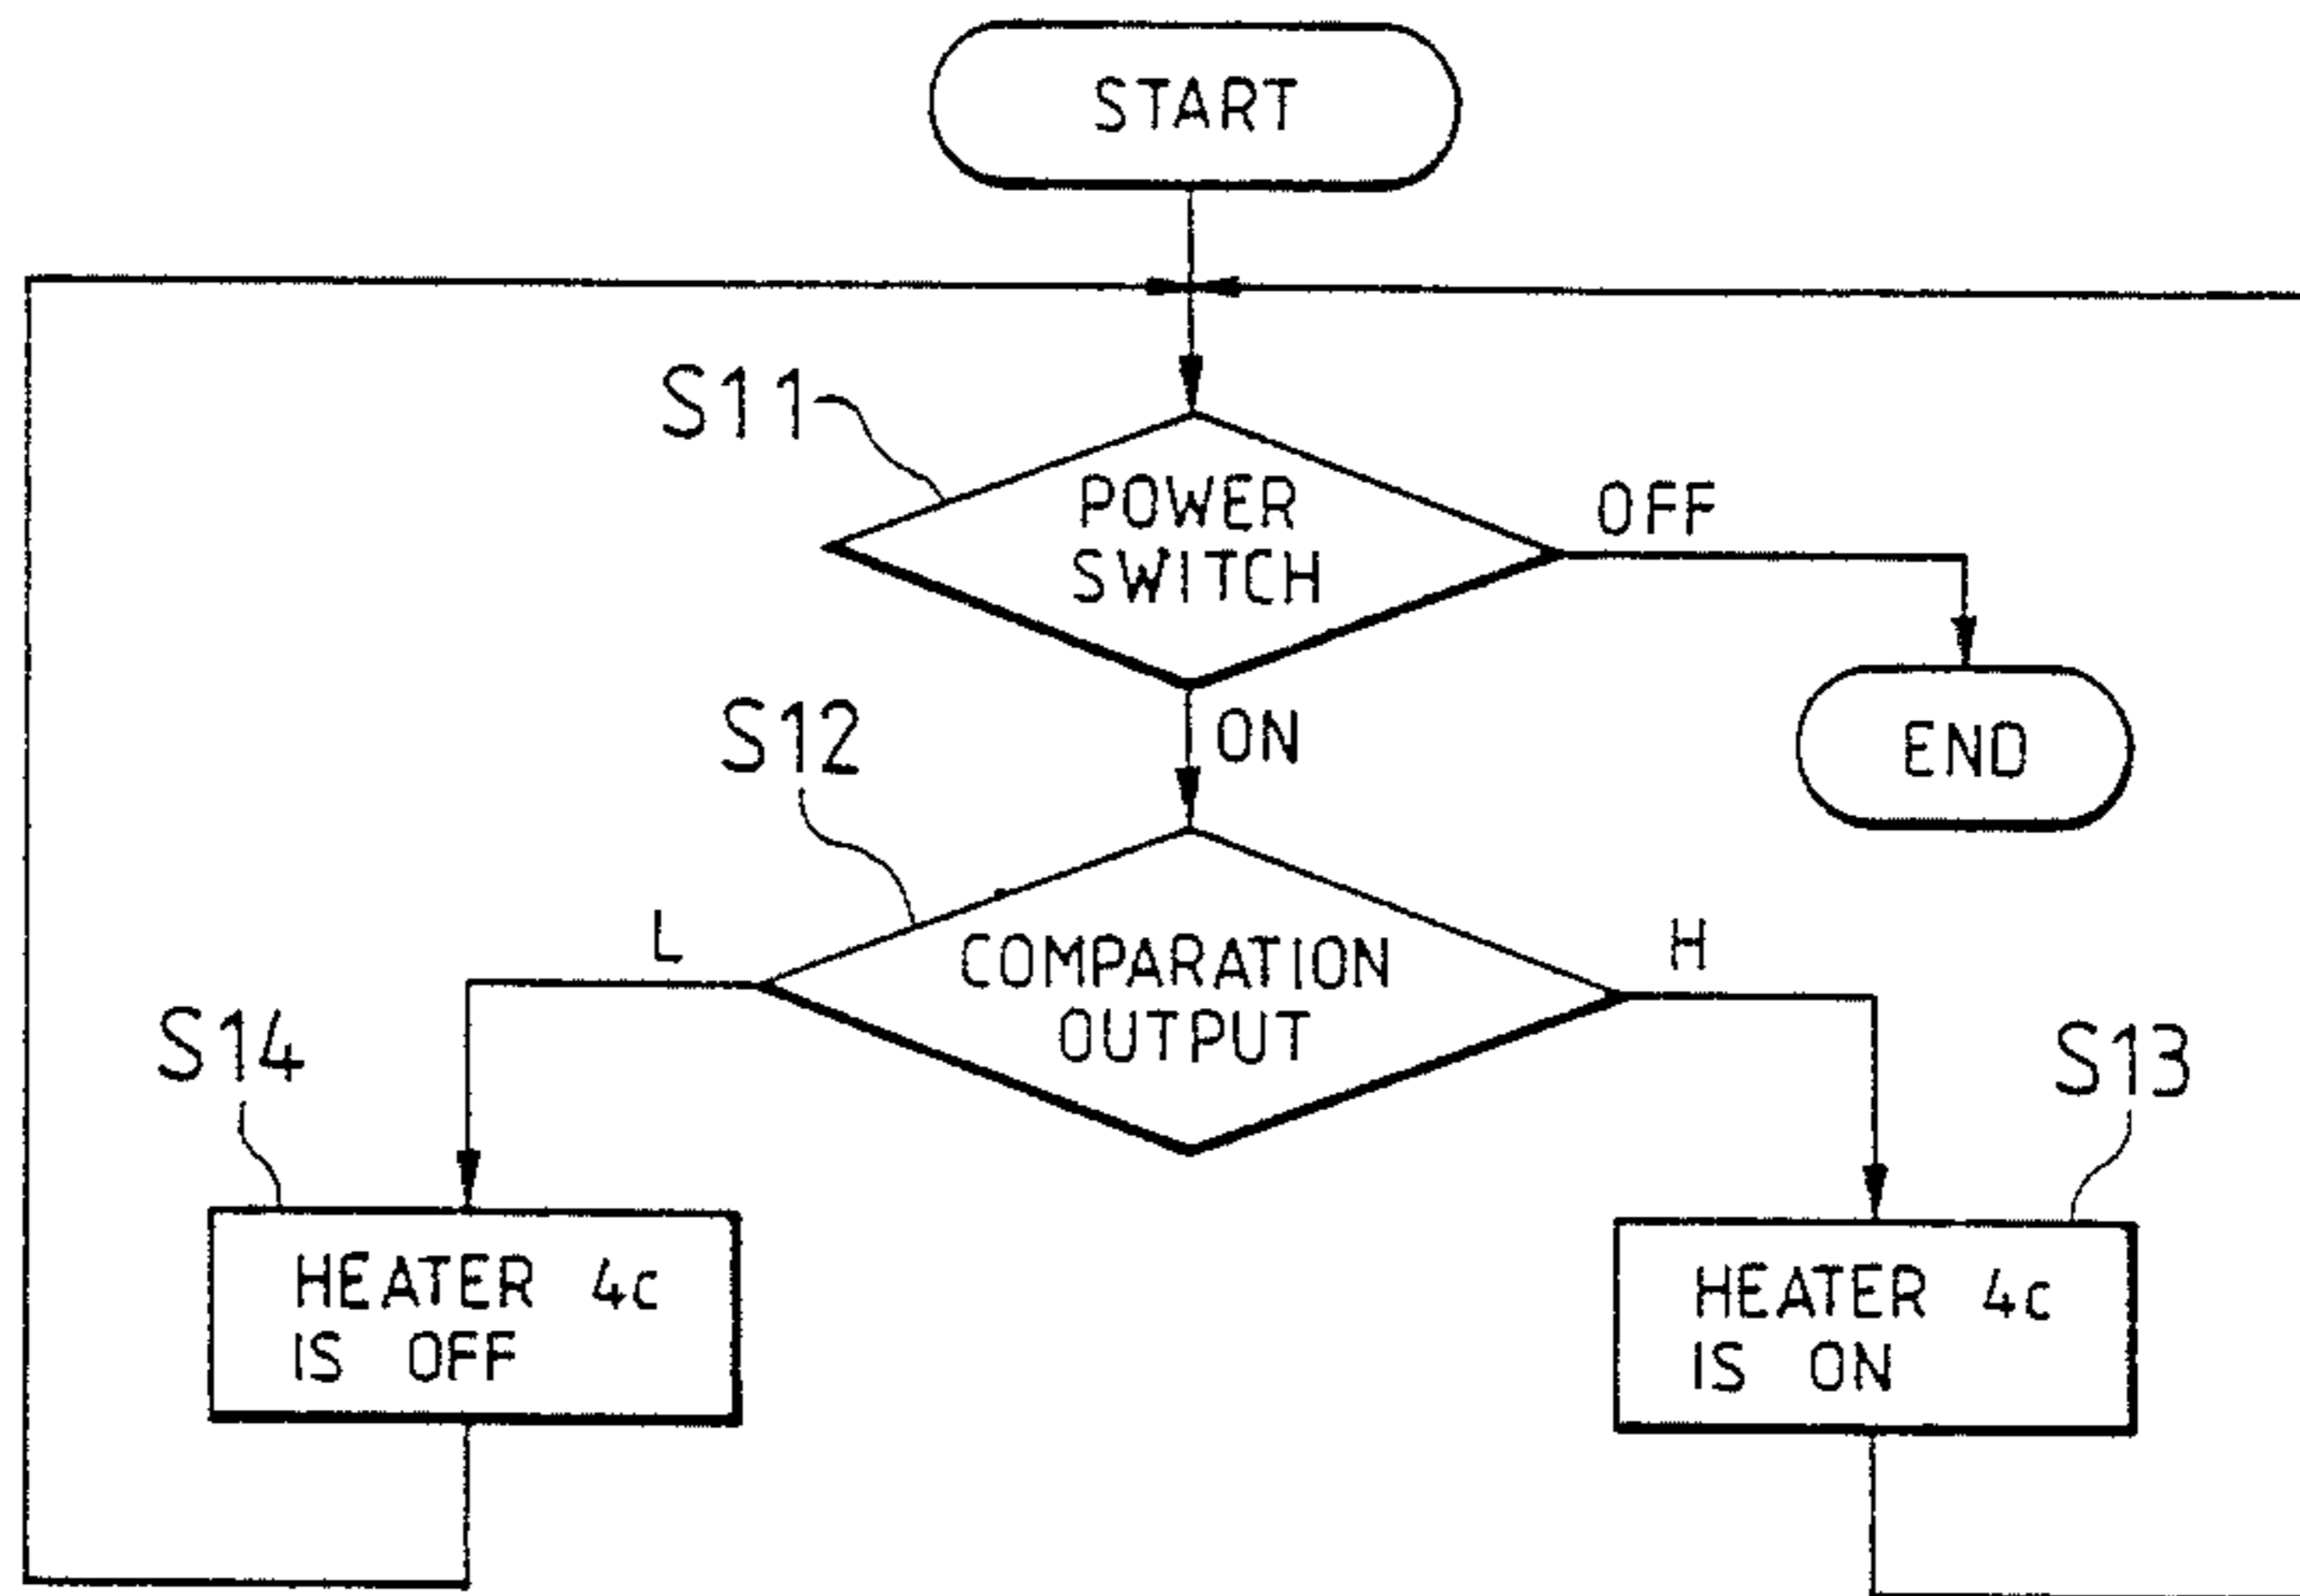 START
S11
POWER
SWITCH
OFF
END
S12
ON
L
COMPARATION
OUTPUT
H
S14
S13
HEATER 4c
IS OFF
HEATER 4c
IS ON